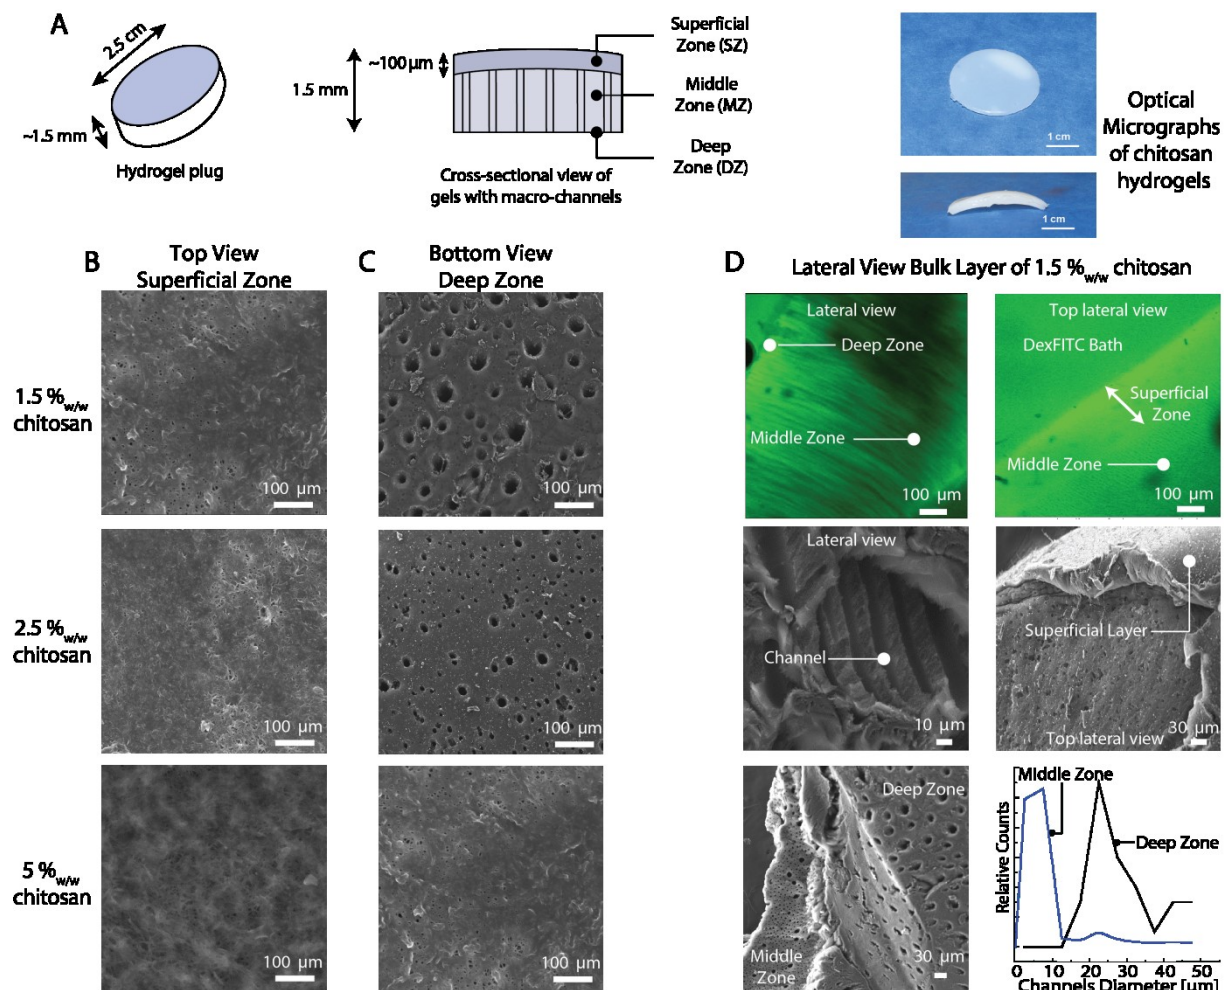 A
2.5 cm
~1.5 mm
Hydrogel plug
1.5 mm
~100 µm
Superficial
Zone (SZ)
Middle
Zone (MZ)
Deep
Zone (DZ)
Cross-sectional view of
gels with macro-channels
1 cm
1 cm
Optical
Micrographs
of chitosan
hydrogels
B
Top View
Superficial Zone
C
Bottom View
Deep Zone
1.5 %w/w
chitosan
100 µm
100 µm
2.5 %w/w
chitosan
100 µm
100 µm
5 %w/w
chitosan
100 µm
100 µm
D
Lateral View Bulk Layer of 1.5 %w/w chitosan
Lateral view
Deep Zone
Middle Zone
100 µm
Top lateral view
DexFITC Bath
Superficial
Zone
Middle Zone
100 µm
Lateral view
Channel
10 µm
Superficial Layer
30 µm
Top lateral view
Deep Zone
Middle
Zone
30 µm
Middle Zone
Deep Zone
Relative Counts
0 10 20 30 40 50
Channels Diameter [µm]